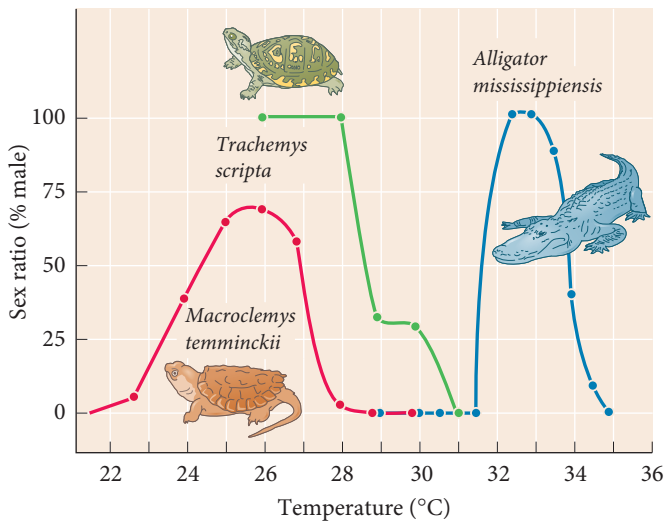 Alligator
mississippiensis
Trachemys
scripta
Macroclemys
temminckii
Sex ratio (% male)
100
75
50
25
0
22 24 26 28 30 32 34 36
Temperature (°C)